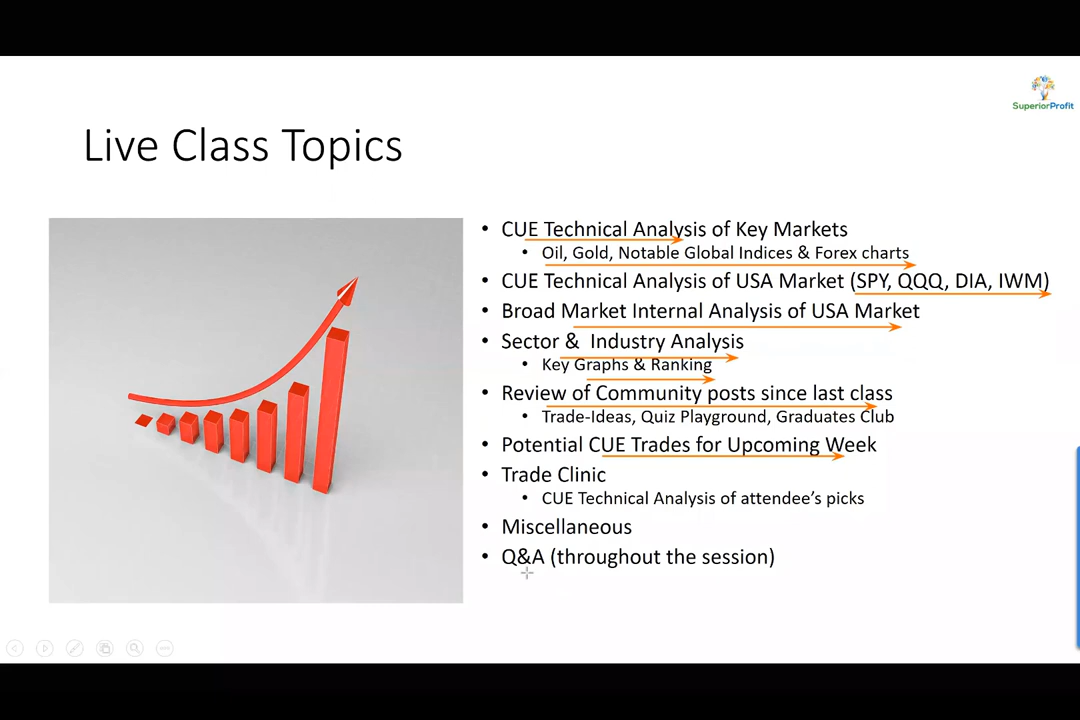 SuperiorProfit
Live Class Topics
• CUE Technical Analysis of Key Markets
• Oil, Gold, Notable Global Indices & Forex charts
• CUE Technical Analysis of USA Market (SPY, QQQ, DIA, IWM)
• Broad Market Internal Analysis of USA Market
• Sector & Industry Analysis
• Key Graphs & Ranking
• Review of Community posts since last class
• Trade-Ideas, Quiz Playground, Graduates Club
• Potential CUE Trades for Upcoming Week
• Trade Clinic
• CUE Technical Analysis of attendee's picks
• Miscellaneous
• Q&A (throughout the session)